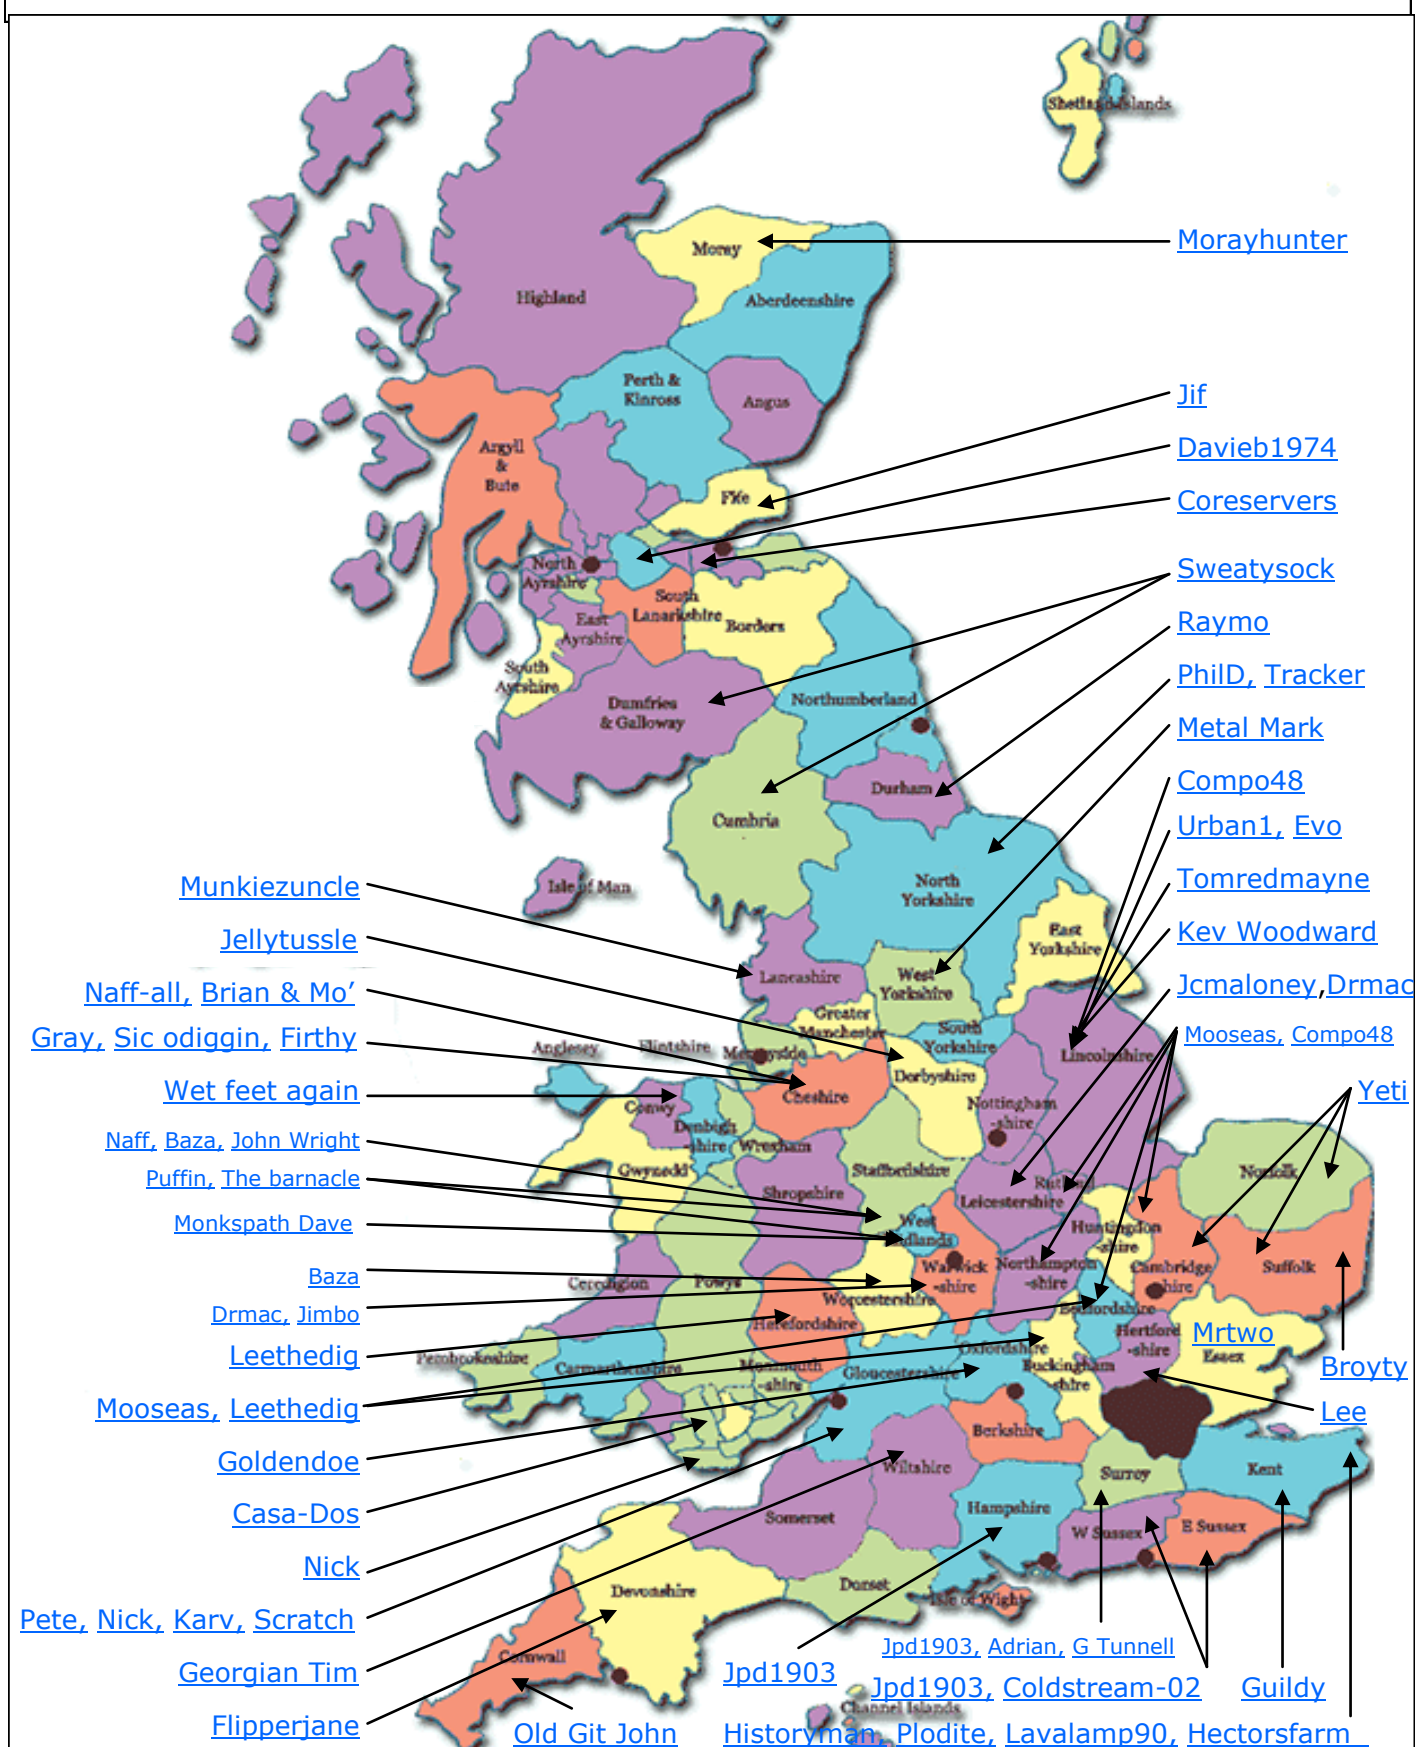 Shetland Islands
Moray
Morayhunter
Highland
Aberdeenshire
Perth &
Kinross
Angus
Jif
Argyll
&
Bute
Davieb1974
Fife
Coreservers
North
Ayrshire
Sweatysock
South
Lanarkshire
East
Ayrshire
Borders
Raymo
South
Ayrshire
PhilD, Tracker
Dumfries
& Galloway
Northumberland
Metal Mark
Durham
Compo48
Cumbria
Urban1, Evo
North
Yorkshire
Tomredmayne
Munkiezuncle
Isle of Man
Kev Woodward
East
Yorkshire
Jellytussle
Lancashire
West
Yorkshire
Jcmaloney,Drmac
Naff-all, Brian & Mo’
Greater
Manchester
South
Yorkshire
Mooseas, Compo48
Gray, Sic odiggin, Firthy
Anglesey
Flintshire
Merseyside
Lincolnshire
Derbyshire
Wet feet again
Cheshire
Conwy
Nottingham
-shire
Yeti
Denbigh
-shire
Wrexham
Naff, Baza, John Wright
Gwynedd
Staffordshire
Norfolk
Puffin, The barnacle
Shropshire
Rutland
Leicestershire
Monkspath Dave
West
Midlands
Huntingdon
-shire
Baza
Ceredigion
Powys
Warwick
-shire
Northampton
-shire
Cambridge
shire
Suffolk
Worcestershire
Drmac, Jimbo
Herefordshire
Bedfordshire
Hertford
-shire
Mrtwo
Essex
Leethedig
Pembrokeshire
Carmarthenshire
Monmouth
-shire
Gloucestershire
Oxfordshire
Buckingham
-shire
Broyty
Mooseas, Leethedig
Lee
Goldendoe
Berkshire
Wiltshire
Surrey
Kent
Casa-Dos
Somerset
Hampshire
W Sussex
E Sussex
Nick
Devonshire
Dorset
Isle of Wight
Pete, Nick, Karv, Scratch
Cornwall
Jpd1903, Adrian, G Tunnell
Georgian Tim
Jpd1903
Jpd1903, Coldstream-02
Guildy
Channel Islands
Flipperjane
Old Git John
Historyman, Plodite, Lavalamp90, Hectorsfarm